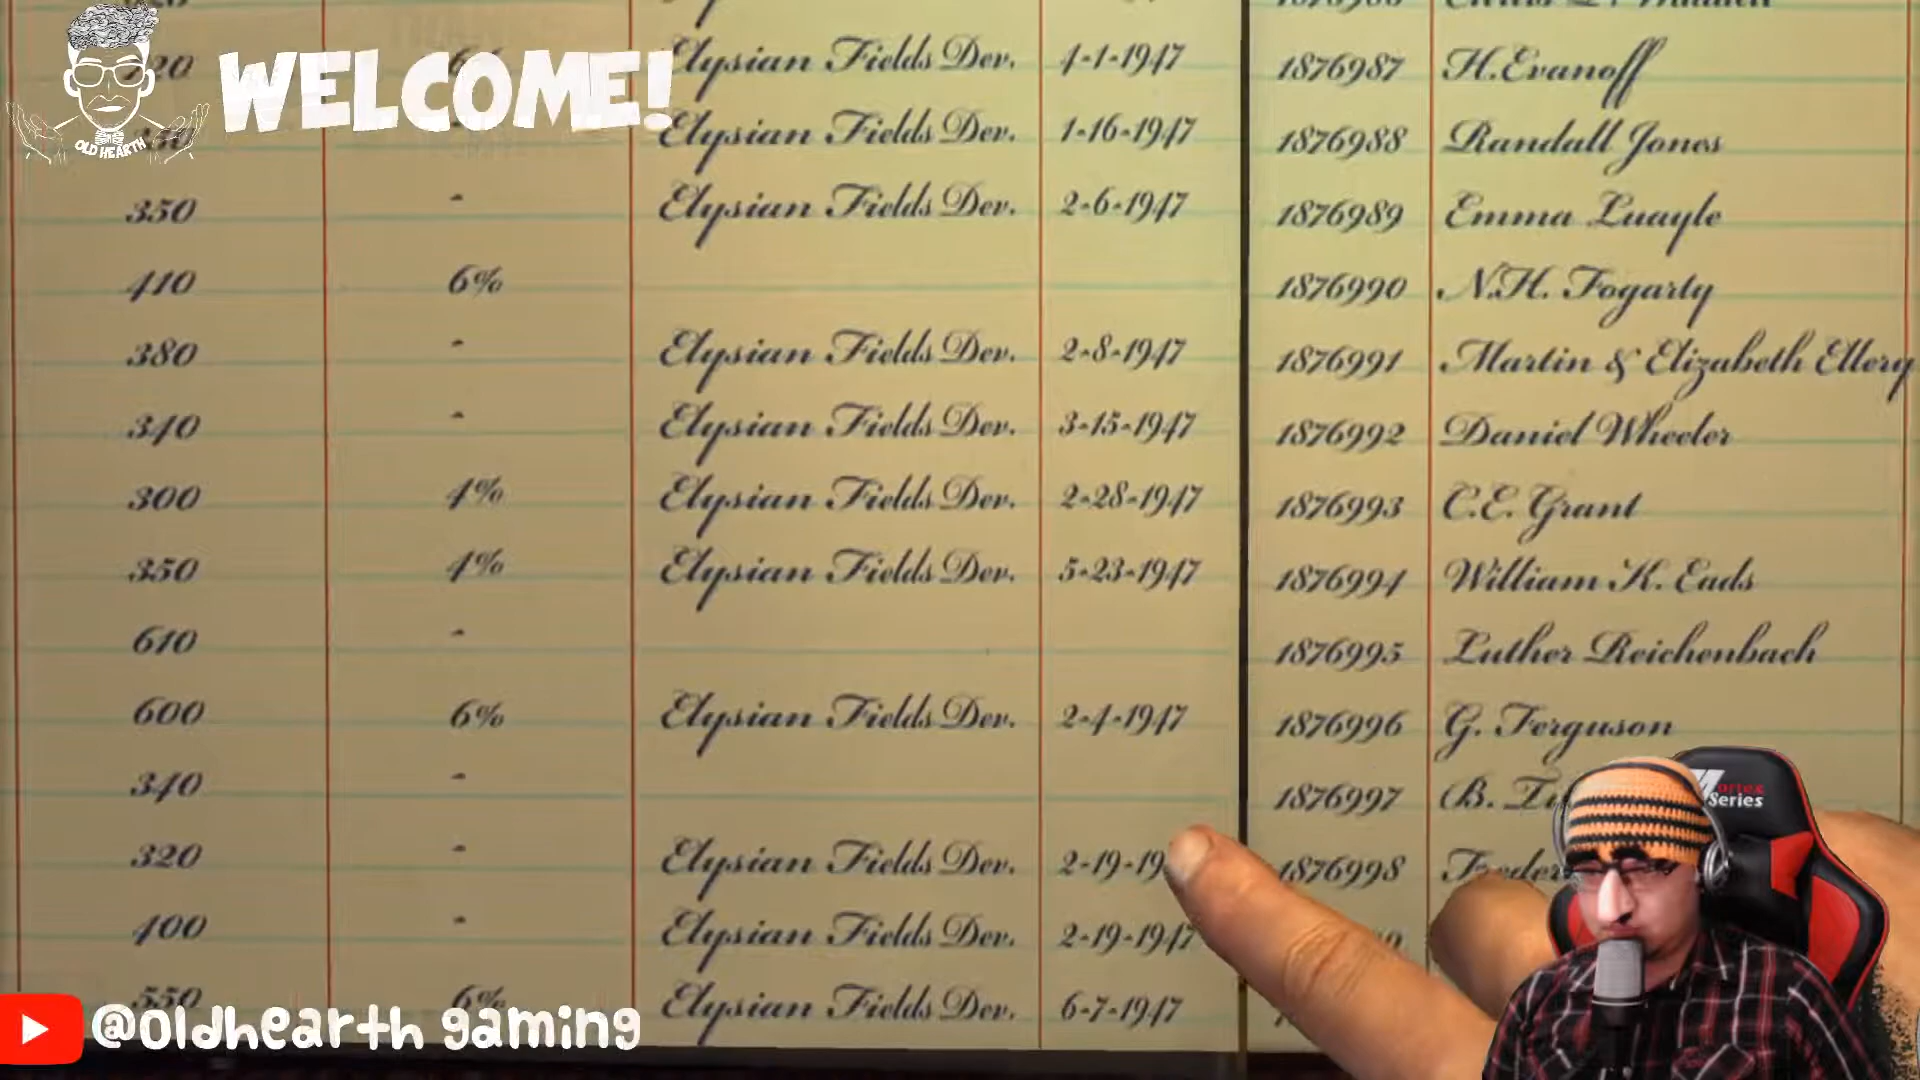 WELCOME!
OLD HEARTH
Elysian Fields Dev. 4-1-1947 1876987 H.Evanoff
Elysian Fields Dev. 1-16-1947 1876988 Randall Jones
350 - Elysian Fields Dev. 2-6-1947 1876989 Emma Luayle
410 6% 1876990 N.H. Fogarty
380 - Elysian Fields Dev. 2-8-1947 1876991 Martin & Elizabeth Ellery
340 - Elysian Fields Dev. 3-15-1947 1876992 Daniel Wheeler
300 4% Elysian Fields Dev. 2-28-1947 1876993 C.E. Grant
350 4% Elysian Fields Dev. 5-23-1947 1876994 William K. Eads
610 - 1876995 Luther Reichenbach
600 6% Elysian Fields Dev. 2-4-1947 1876996 G. Ferguson
340 - 1876997 B.
320 - Elysian Fields Dev. 2-19-19 1876998
400 - Elysian Fields Dev. 2-19-1947
550 6% Elysian Fields Dev. 6-7-1947
@oldhearth gaming
Series